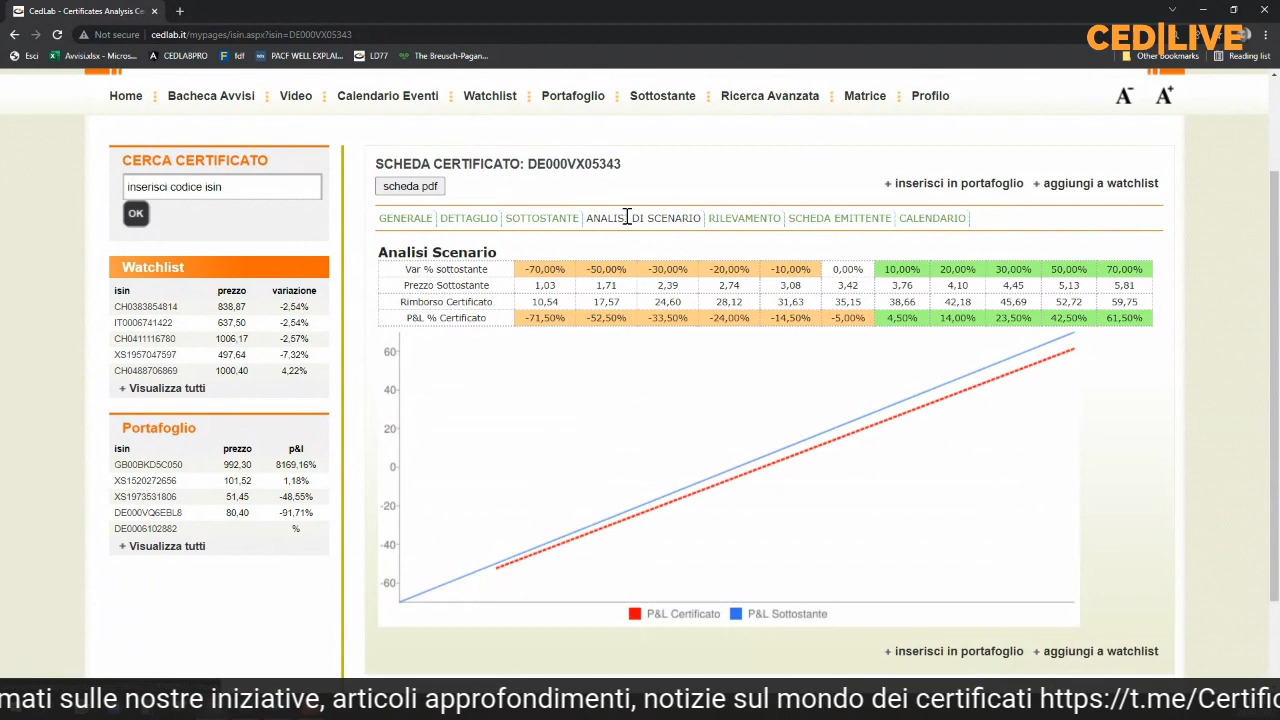 CedLab - Certificates Analysis Ce
Not secure
cedlab.it/mypages/isin.aspx?isin=DE000VX05343
CED|LIVE
Esci
Avvisi.xlsx - Micros...
CEDLABPRO
fdf
PACF WELL EXPLAI...
LD77
The Breusch-Pagan...
Other bookmarks
Reading list
Home
Bacheca Avvisi
Video
Calendario Eventi
Watchlist
Portafoglio
Sottostante
Ricerca Avanzata
Matrice
Profilo
A-
A+
CERCA CERTIFICATO
inserisci codice isin
OK
Watchlist
isin prezzo variazione
CH0383854814 838,87 -2,54%
IT0006741422 637,50 -2,54%
CH0411116780 1006,17 -2,57%
XS1957047597 497,64 -7,32%
CH0488706869 1000.40 4,22%
+ Visualizza tutti
Portafoglio
isin prezzo p&l
GB00BKD5C050 992,30 8169,16%
XS1520272656 101,52 1,18%
XS1973531806 51,45 -48,55%
DE000VQ6EBL8 80,40 -91,71%
DE0006102882 %
+ Visualizza tutti
SCHEDA CERTIFICATO: DE000VX05343
scheda pdf
+ inserisci in portafoglio + aggiungi a watchlist
GENERALE DETTAGLIO SOTTOSTANTE ANALISI DI SCENARIO RILEVAMENTO SCHEDA EMITTENTE CALENDARIO
Analisi Scenario
Var % sottostante -70,00% -50,00% -30,00% -20,00% -10,00% 0,00% 10,00% 20,00% 30,00% 50,00% 70,00%
Prezzo Sottostante 1,03 1,71 2,39 2,74 3,08 3,42 3,76 4,10 4,45 5,13 5,81
Rimborso Certificato 10,54 17,57 24,60 28,12 31,63 35,15 38,66 42,18 45,69 52,72 59,75
P&L % Certificato -71,50% -52,50% -33,50% -24,00% -14,50% -5,00% 4,50% 14,00% 23,50% 42,50% 61,50%
60
40
20
0
-20
-40
-60
P&L Certificato P&L Sottostante
+ inserisci in portafoglio + aggiungi a watchlist
mati sulle nostre iniziative, articoli approfondimenti, notizie sul mondo dei certificati https://t.me/Certific